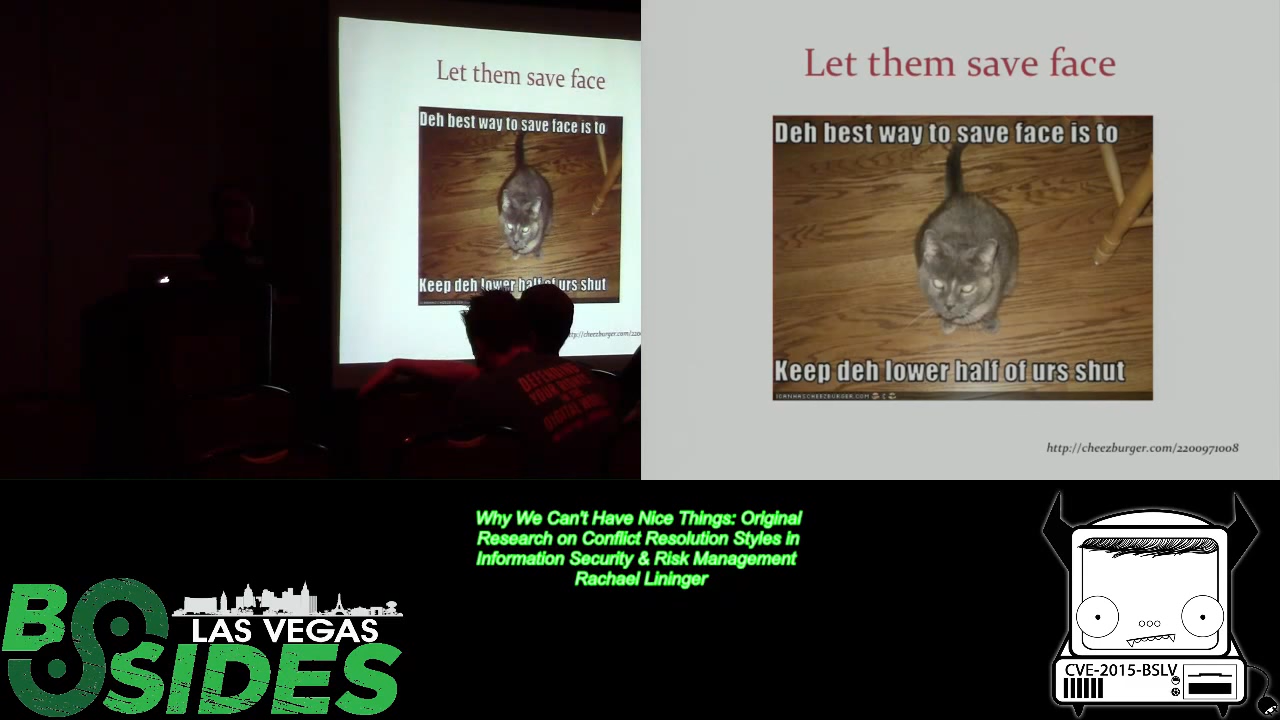 Let them save face
Deh best way to save face is to
Keep deh lower half of urs shut
Let them save face
Deh best way to save face is to
Keep deh lower half of urs shut
ICANHASCHEEZBURGER.COM
http://cheezburger.com/2200971008
Why We Can't Have Nice Things: Original
Research on Conflict Resolution Styles in
Information Security & Risk Management
Rachael Lininger
BSIDES
LAS VEGAS
CVE-2015-BSLV